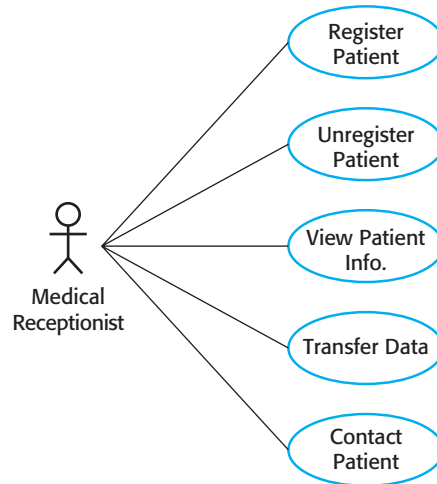 Register
Patient
Unregister
Patient
View Patient
Info.
Medical
Receptionist
Transfer Data
Contact
Patient